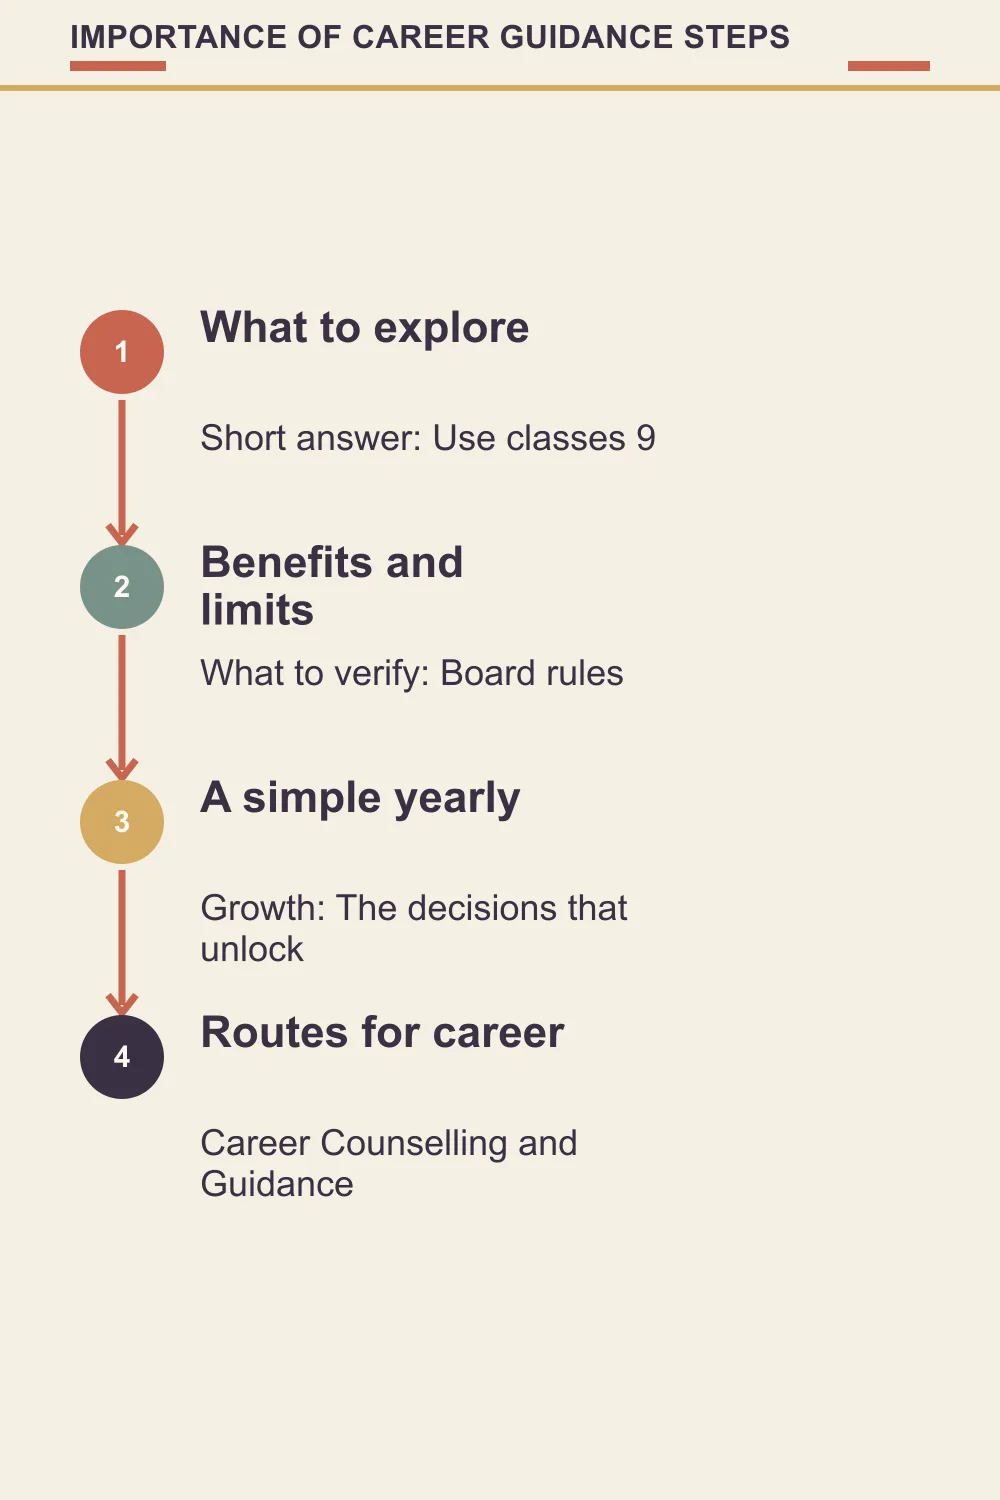 IMPORTANCE OF CAREER GUIDANCE STEPS
1
What to explore
Short answer: Use classes 9
2
Benefits and
limits
What to verify: Board rules
3
A simple yearly
Growth: The decisions that
unlock
4
Routes for career
Career Counselling and
Guidance